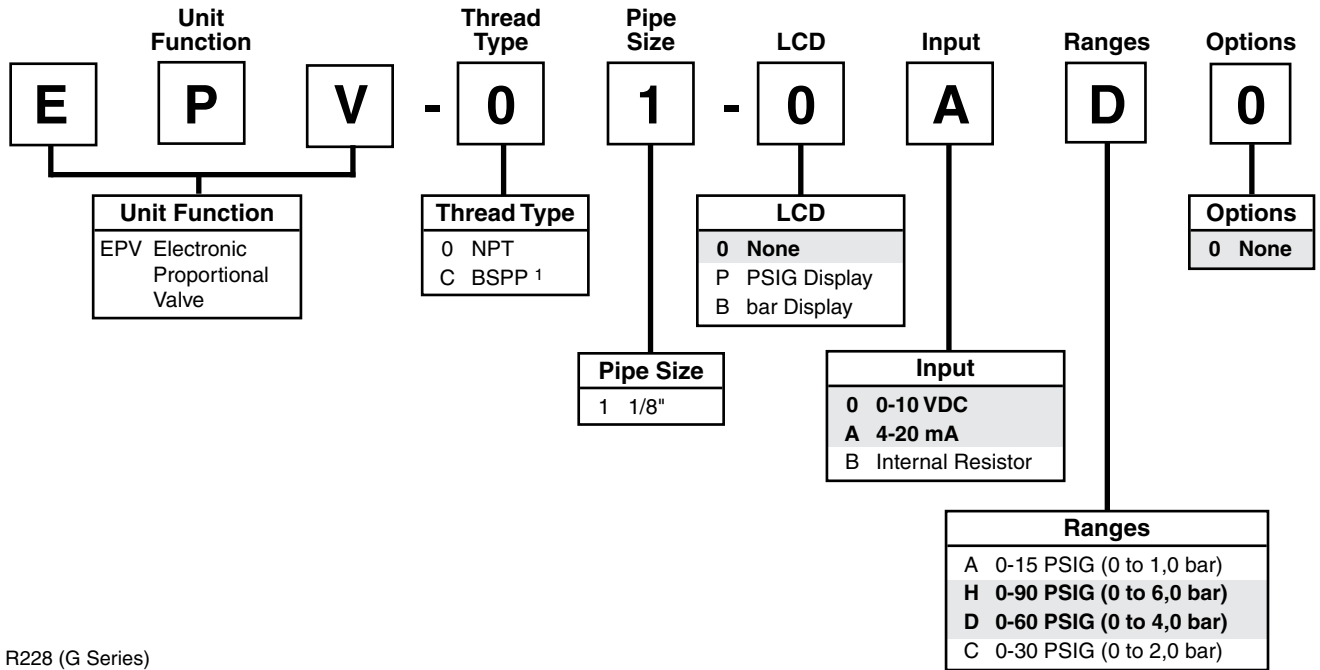 Unit Function
Thread Type
Pipe Size
LCD
Input
Ranges
Options
E P V - 0 1 - 0 A D 0
Unit Function
EPV Electronic
Proportional
Valve
Thread Type
0 NPT
C BSPP 1
LCD
0 None
P PSIG Display
B bar Display
Options
0 None
Pipe Size
1 1/8"
Input
0 0-10 VDC
A 4-20 mA
B Internal Resistor
Ranges
A 0-15 PSIG (0 to 1,0 bar)
H 0-90 PSIG (0 to 6,0 bar)
D 0-60 PSIG (0 to 4,0 bar)
C 0-30 PSIG (0 to 2,0 bar)
R228 (G Series)